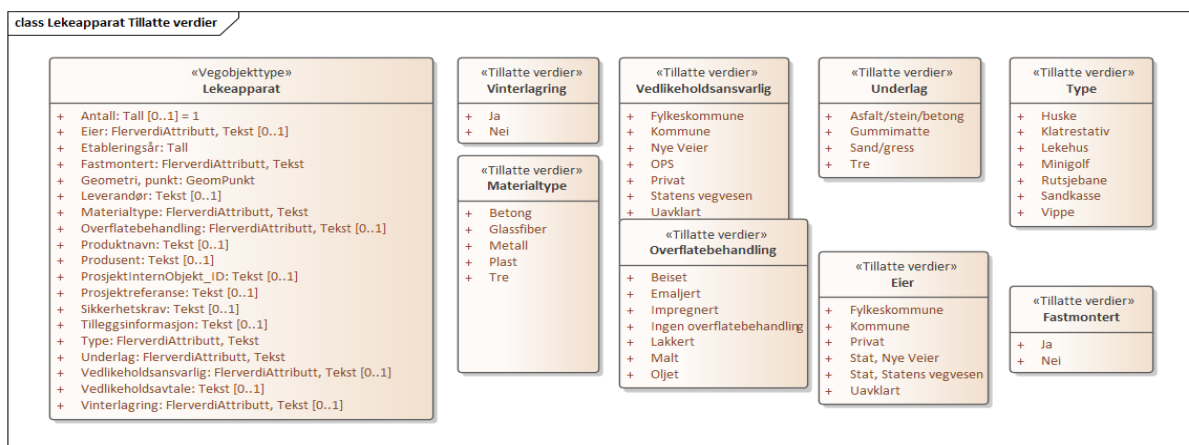 class Lekeapparat Tillatte verdier
«Vegobjekttype»
Lekeapparat
+ Antall: Tall [0..1] = 1
+ Eier: FlerverdiAttributt, Tekst [0..1]
+ Etableringsår: Tall
+ Fastmontert: FlerverdiAttributt, Tekst
+ Geometri, punkt: GeomPunkt
+ Leverandør: Tekst [0..1]
+ Materialtype: FlerverdiAttributt, Tekst
+ Overflatebehandling: FlerverdiAttributt, Tekst [0..1]
+ Produktnavn: Tekst [0..1]
+ Produsent: Tekst [0..1]
+ ProsjektInternObjekt_ID: Tekst [0..1]
+ Prosjektreferanse: Tekst [0..1]
+ Sikkerhetskrav: Tekst [0..1]
+ Tilleggsinformasjon: Tekst [0..1]
+ Type: FlerverdiAttributt, Tekst
+ Underlag: FlerverdiAttributt, Tekst
+ Vedlikeholdsansvarlig: FlerverdiAttributt, Tekst [0..1]
+ Vedlikeholdsavtale: Tekst [0..1]
+ Vinterlagring: FlerverdiAttributt, Tekst [0..1]
«Tillatte verdier»
Vinterlagring
+ Ja
+ Nei
«Tillatte verdier»
Materialtype
+ Betong
+ Glassfiber
+ Metall
+ Plast
+ Tre
«Tillatte verdier»
Vedlikeholdsansvarlig
+ Fylkeskommune
+ Kommune
+ Nye Veier
+ OPS
+ Privat
+ Statens vegvesen
+ Uavklart
«Tillatte verdier»
Overflatebehandling
+ Beiset
+ Emaljert
+ Impregnert
+ Ingen overflatebehandling
+ Lakkert
+ Malt
+ Oljet
«Tillatte verdier»
Underlag
+ Asfalt/stein/betong
+ Gummimatte
+ Sand/gress
+ Tre
«Tillatte verdier»
Eier
+ Fylkeskommune
+ Kommune
+ Privat
+ Stat, Nye Veier
+ Stat, Statens vegvesen
+ Uavklart
«Tillatte verdier»
Type
+ Huske
+ Klatrestativ
+ Lekehus
+ Minigolf
+ Rutsjebane
+ Sandkasse
+ Vippe
«Tillatte verdier»
Fastmontert
+ Ja
+ Nei